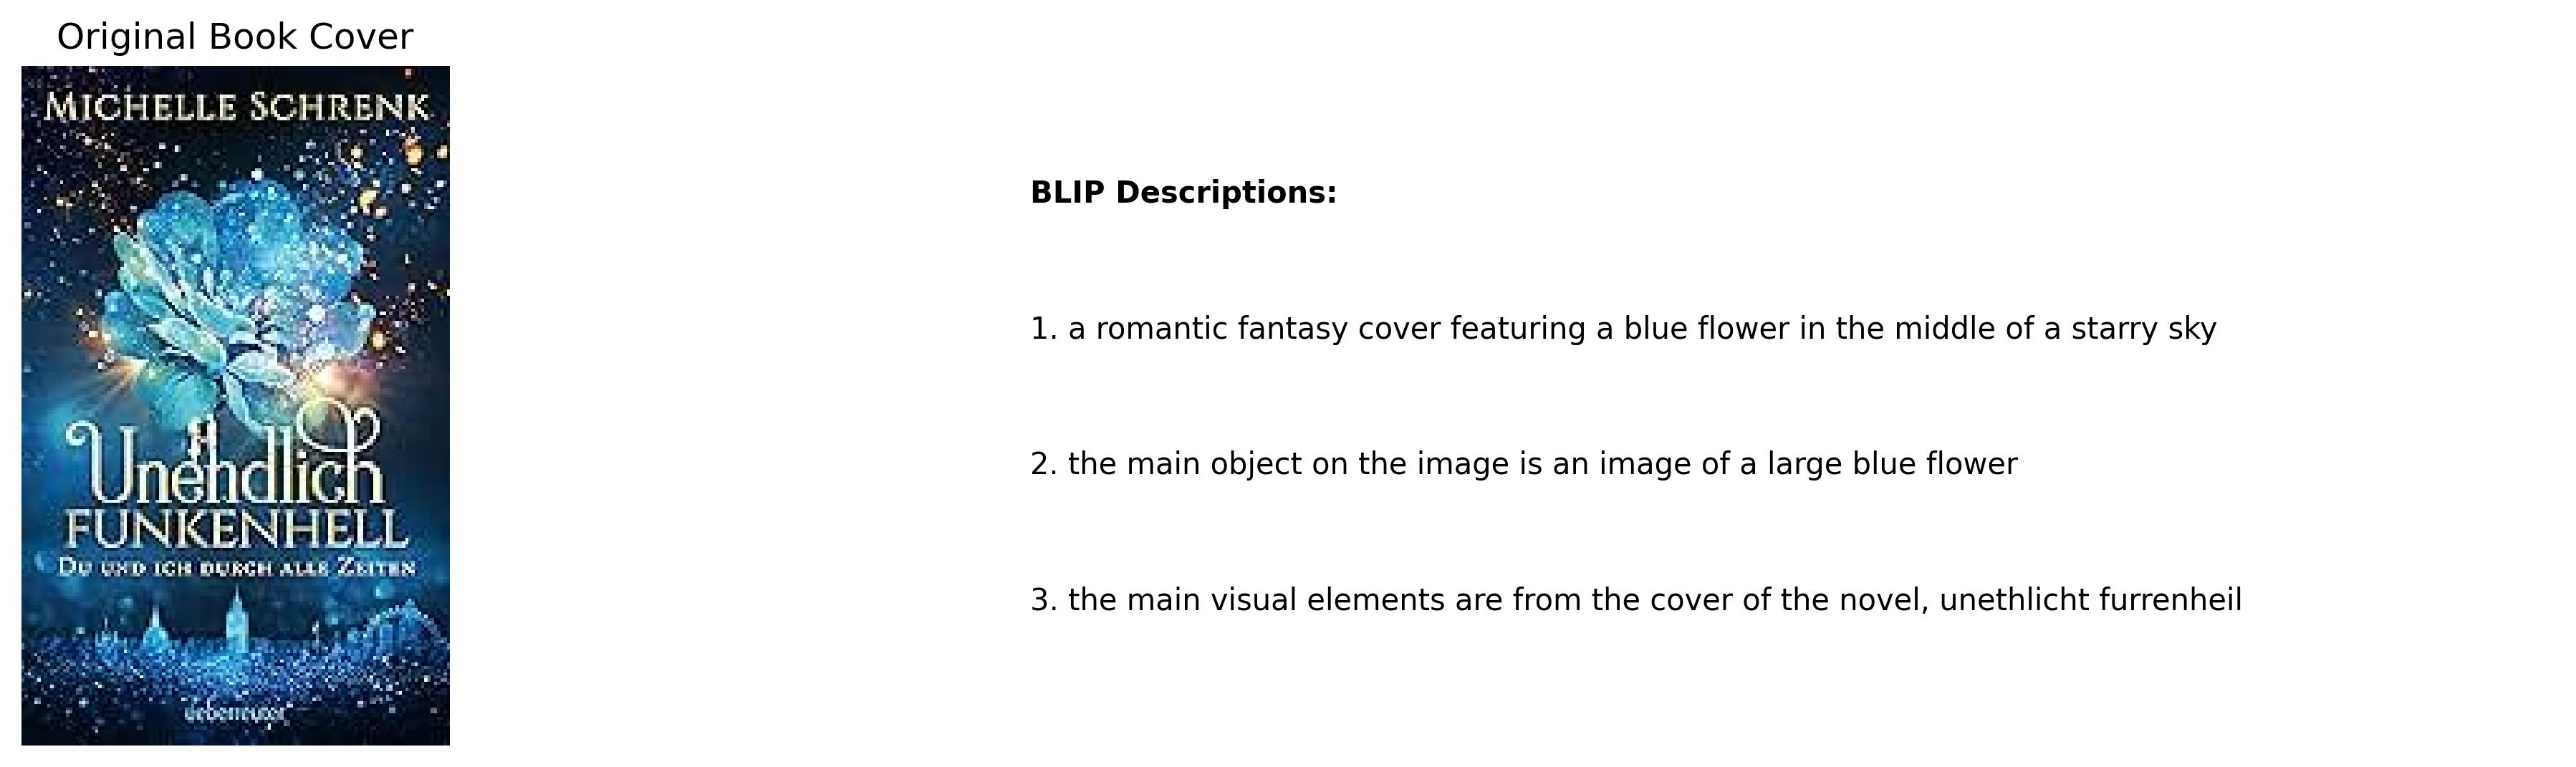 Original Book Cover
MICHELLE SCHRENK
Unendlich
FUNKENHELL
DU UND ICH DURCH ALLE ZEITEN
ueberreuter
BLIP Descriptions:
1. a romantic fantasy cover featuring a blue flower in the middle of a starry sky
2. the main object on the image is an image of a large blue flower
3. the main visual elements are from the cover of the novel, unethlicht furrenheil